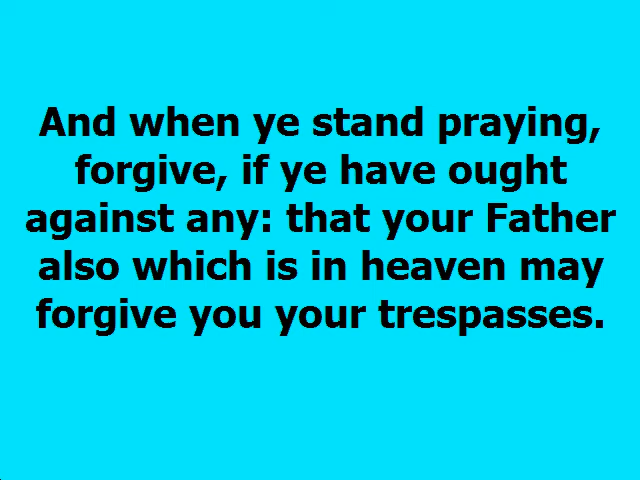 And when ye stand praying,
forgive, if ye have ought
against any: that your Father
also which is in heaven may
forgive you your trespasses.